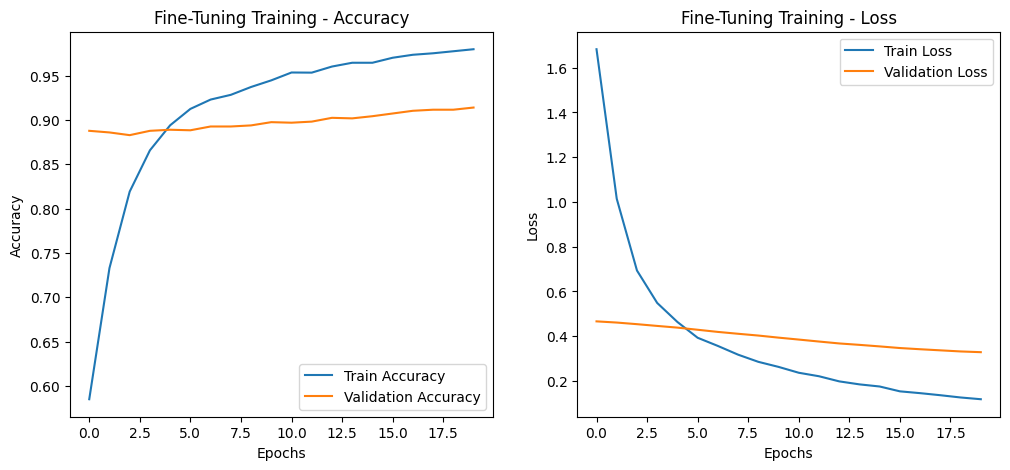 Fine-Tuning Training - Accuracy
Accuracy
0.95
0.90
0.85
0.80
0.75
0.70
0.65
0.60
Train Accuracy
Validation Accuracy
0.0 2.5 5.0 7.5 10.0 12.5 15.0 17.5
Epochs
Fine-Tuning Training - Loss
Loss
1.6
1.4
1.2
1.0
0.8
0.6
0.4
0.2
Train Loss
Validation Loss
0.0 2.5 5.0 7.5 10.0 12.5 15.0 17.5
Epochs